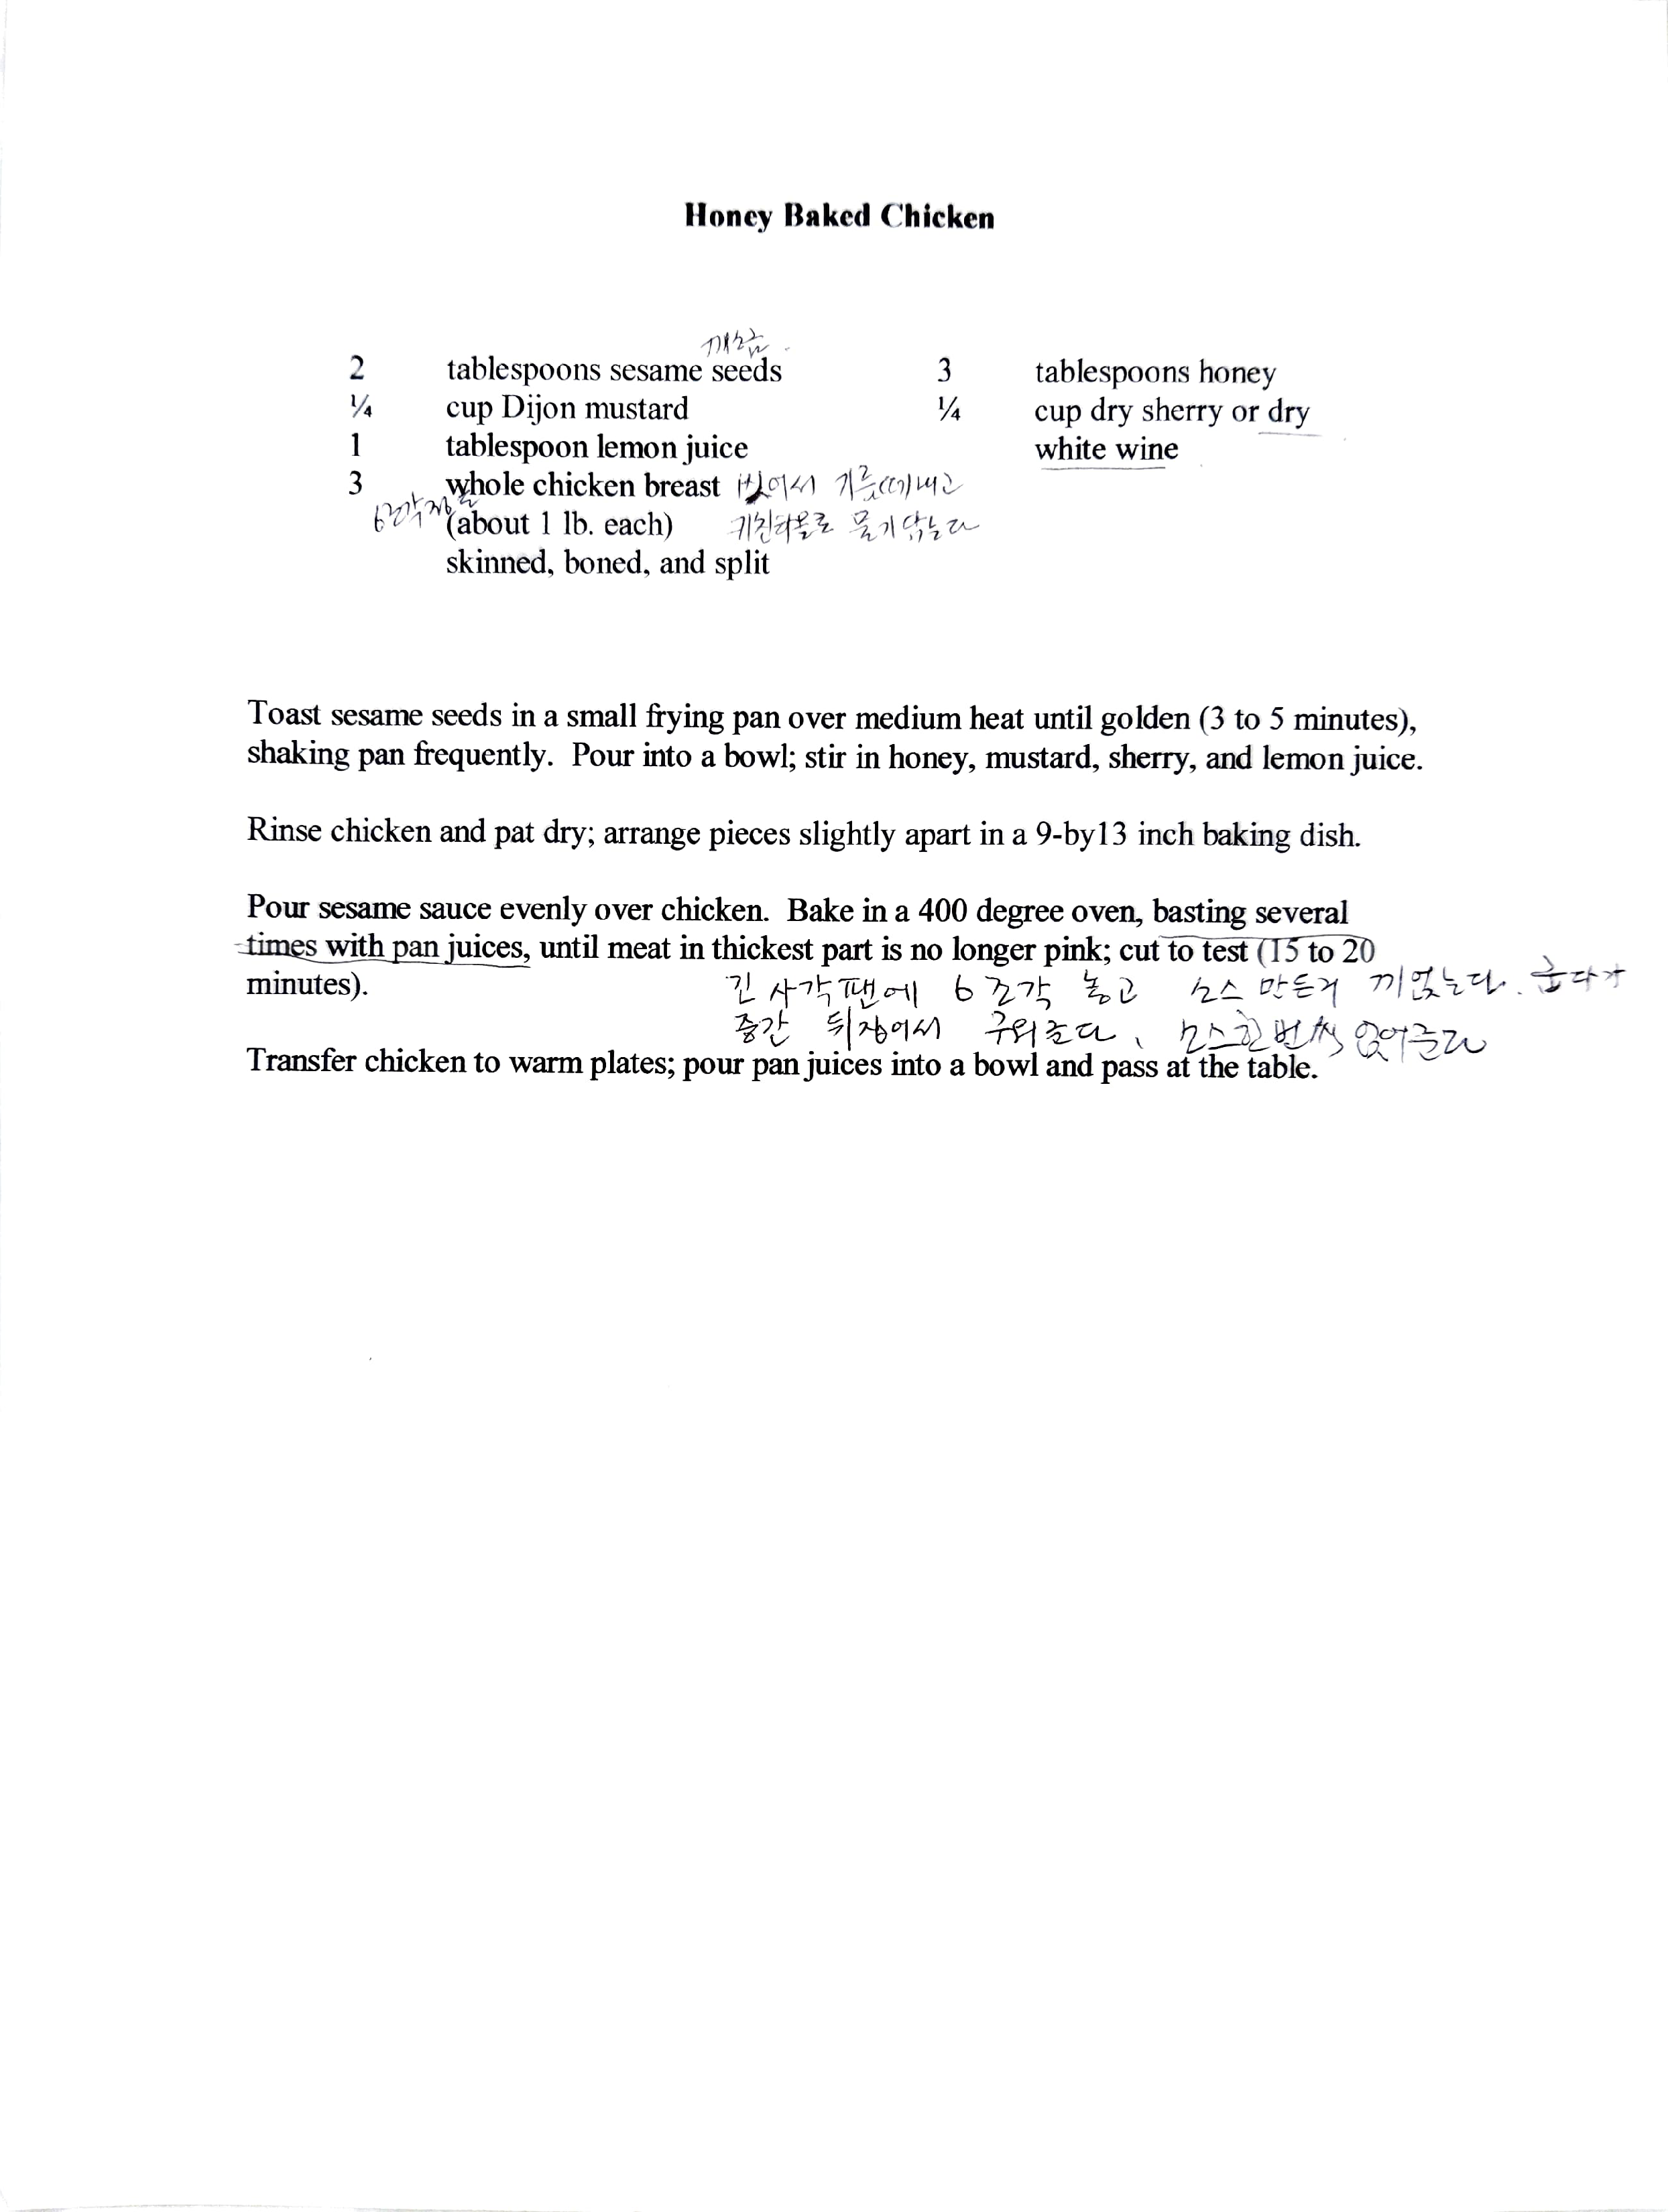 Honey Baked Chicken
깨소금
2 tablespoons sesame seeds
¼ cup Dijon mustard
1 tablespoon lemon juice
3 whole chicken breast 씻어서 기름떼내고
(about 1 lb. each) 키친타올로 물기닦는다
skinned, boned, and split
3 tablespoons honey
¼ cup dry sherry or dry
white wine
Toast sesame seeds in a small frying pan over medium heat until golden (3 to 5 minutes),
shaking pan frequently. Pour into a bowl; stir in honey, mustard, sherry, and lemon juice.
Rinse chicken and pat dry; arrange pieces slightly apart in a 9-by13 inch baking dish.
Pour sesame sauce evenly over chicken. Bake in a 400 degree oven, basting several
times with pan juices, until meat in thickest part is no longer pink; cut to test (15 to 20
minutes).
긴 사각팬에 6 조각 놓고 소스 만든거 끼얹는다.
중간 뒤집어서 구워준다, 소스한번씩 얹어준다
Transfer chicken to warm plates; pour pan juices into a bowl and pass at the table.